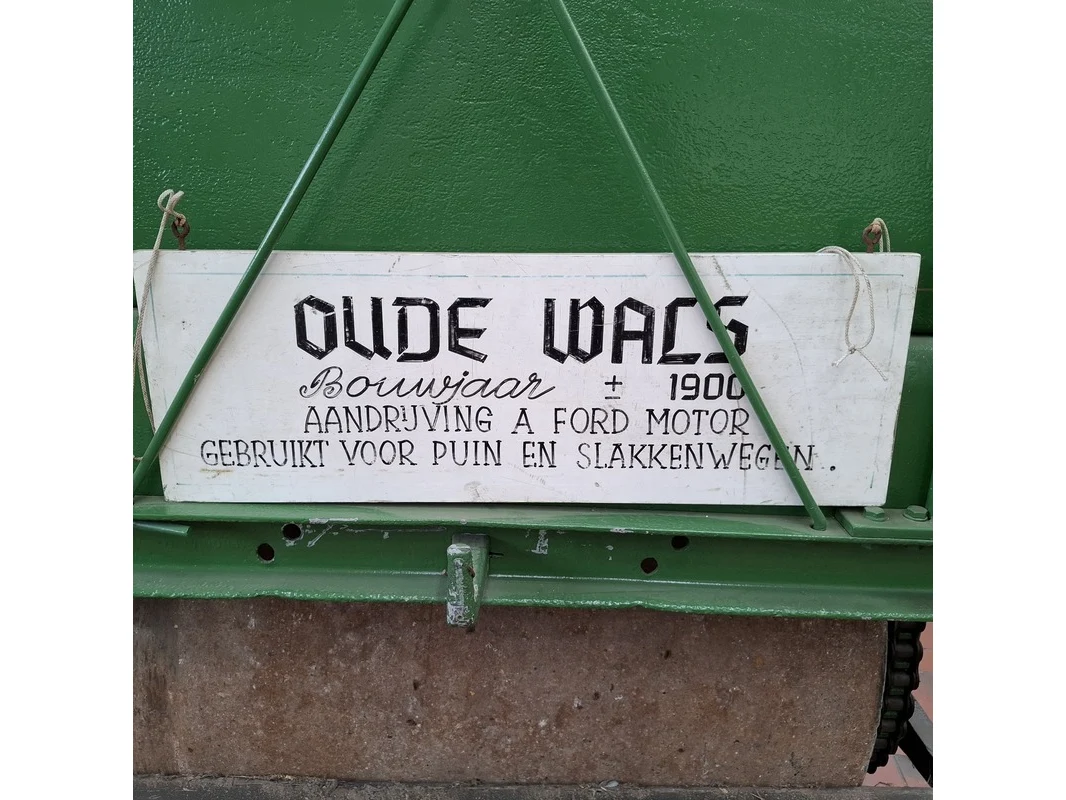 OUDE WALS
Bouwjaar ± 1900
AANDRIJVING A FORD MOTOR
GEBRUIKT VOOR PUIN EN SLAKKENWEGEN.